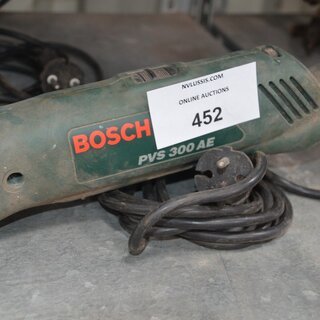 NVLUSSIS.COM
ONLINE AUCTIONS
452
BOSCH
PVS 300 AE